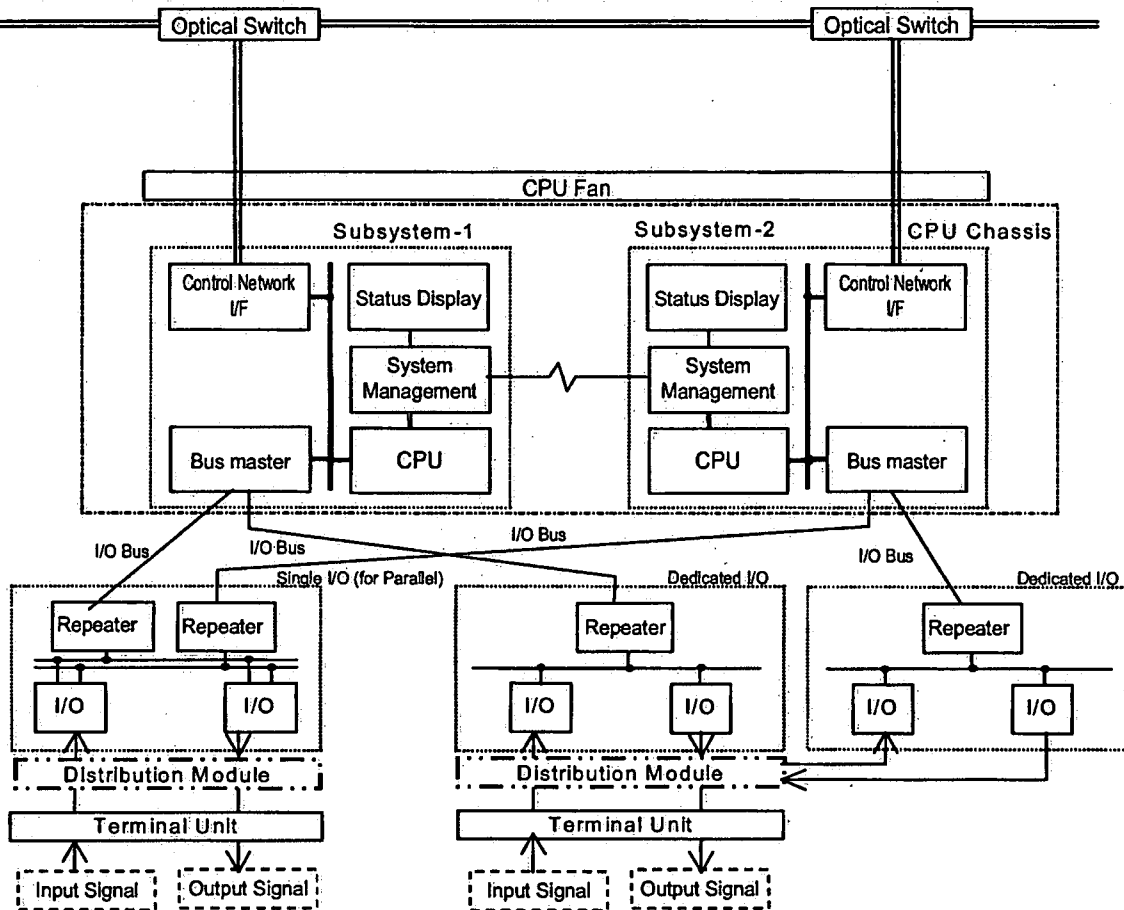 Optical Switch
Optical Switch
CPU Fan
Subsystem-1
Subsystem-2
CPU Chassis
Control Network
I/F
Status Display
Status Display
Control Network
I/F
System
Management
System
Management
Bus master
CPU
CPU
Bus master
I/O Bus
I/O Bus
I/O Bus
I/O Bus
Single I/O (for Parallel)
Dedicated I/O
Dedicated I/O
Repeater
Repeater
Repeater
Repeater
I/O
I/O
I/O
I/O
I/O
I/O
Distribution Module
Distribution Module
Terminal Unit
Terminal Unit
Input Signal
Output Signal
Input Signal
Output Signal